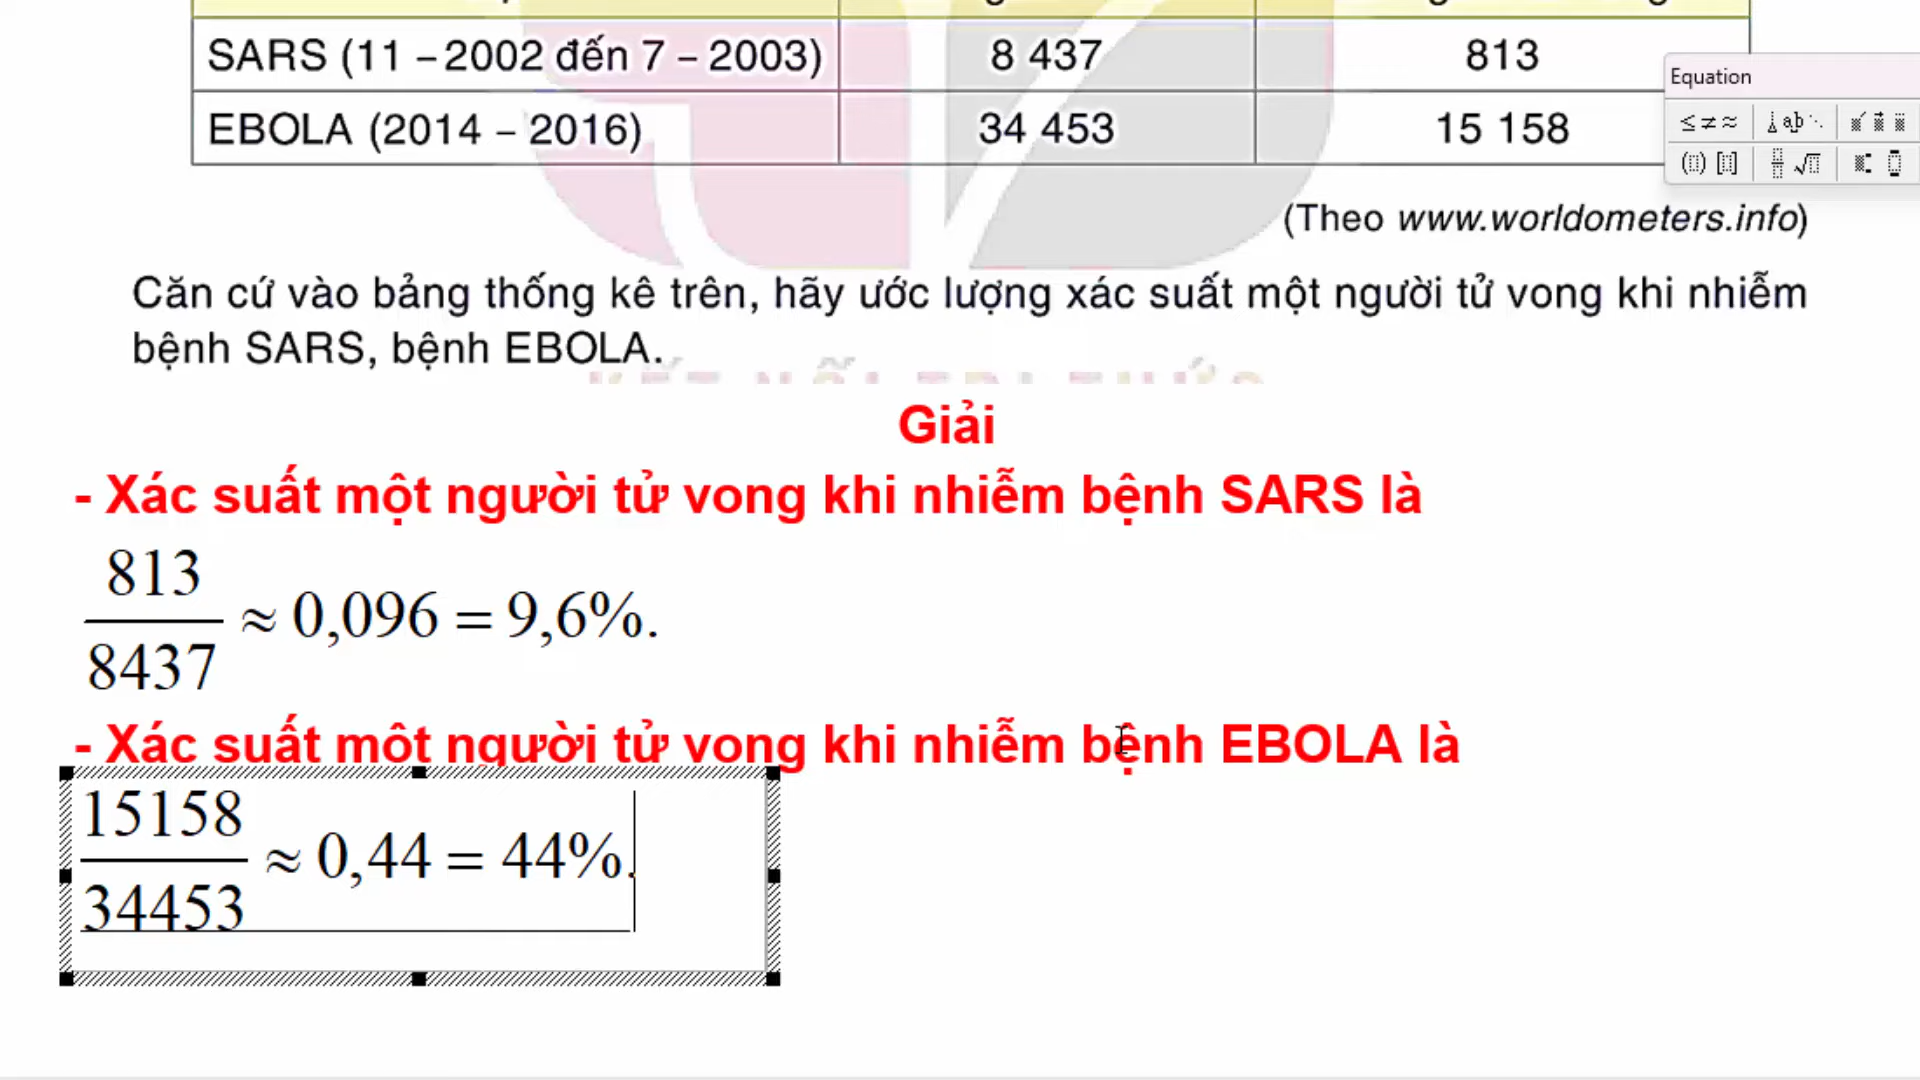 SARS (11 – 2002 đến 7 – 2003) 8 437 813
EBOLA (2014 – 2016) 34 453 15 158
Equation
(Theo www.worldometers.info)
Căn cứ vào bảng thống kê trên, hãy ước lượng xác suất một người tử vong khi nhiễm
bệnh SARS, bệnh EBOLA.
Giải
- Xác suất một người tử vong khi nhiễm bệnh SARS là
813
≈ 0,096 = 9,6%.
8437
- Xác suất một người tử vong khi nhiễm bệnh EBOLA là
15158
≈ 0,44 = 44%.
34453